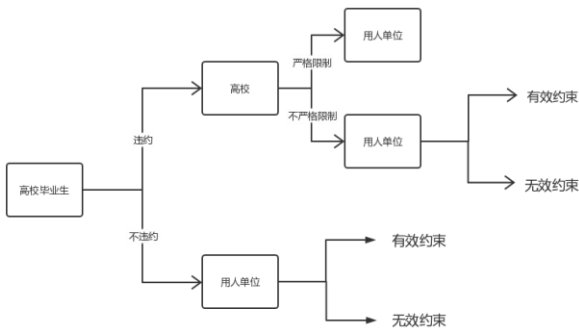 用人单位
严格限制
高校
有效约束
不严格限制
用人单位
违约
无效约束
高校毕业生
不违约
有效约束
用人单位
无效约束